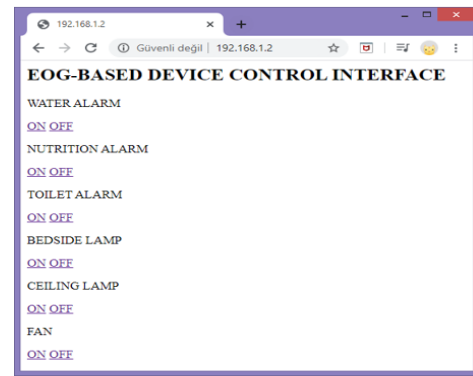 192.168.1.2
Güvenli değil | 192.168.1.2
EOG-BASED DEVICE CONTROL INTERFACE
WATER ALARM
ON OFF
NUTRITION ALARM
ON OFF
TOILET ALARM
ON OFF
BEDSIDE LAMP
ON OFF
CEILING LAMP
ON OFF
FAN
ON OFF